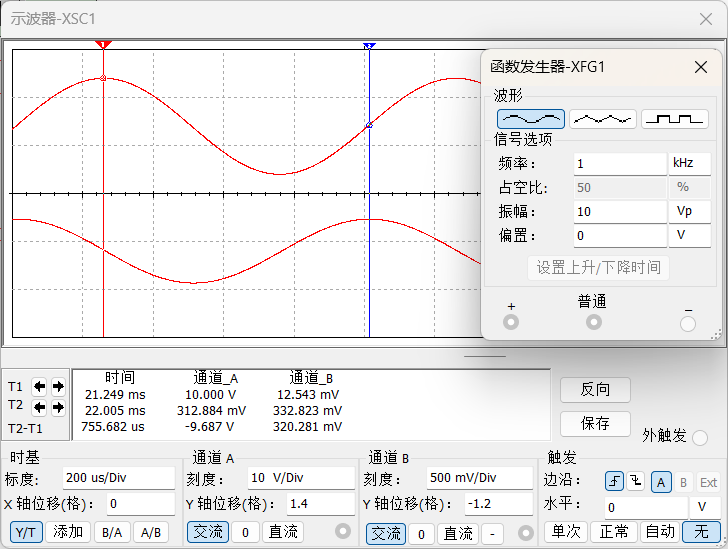 示波器-XSC1
1
2
函数发生器-XFG1
波形
信号选项
频率： 1 kHz
占空比: 50 %
振幅： 10 Vp
偏置： 0 V
设置上升/下降时间
+ 普通 −
时间 通道_A 通道_B
T1 21.249 ms 10.000 V 12.543 mV
T2 22.005 ms 312.884 mV 332.823 mV
T2-T1 755.682 us -9.687 V 320.281 mV
反向
保存
外触发
时基
标度: 200 us/Div
X 轴位移(格): 0
Y/T 添加 B/A A/B
通道 A
刻度: 10 V/Div
Y 轴位移(格): 1.4
交流 0 直流
通道 B
刻度: 500 mV/Div
Y 轴位移(格): -1.2
交流 0 直流 -
触发
边沿: A B Ext
水平: 0 V
单次 正常 自动 无